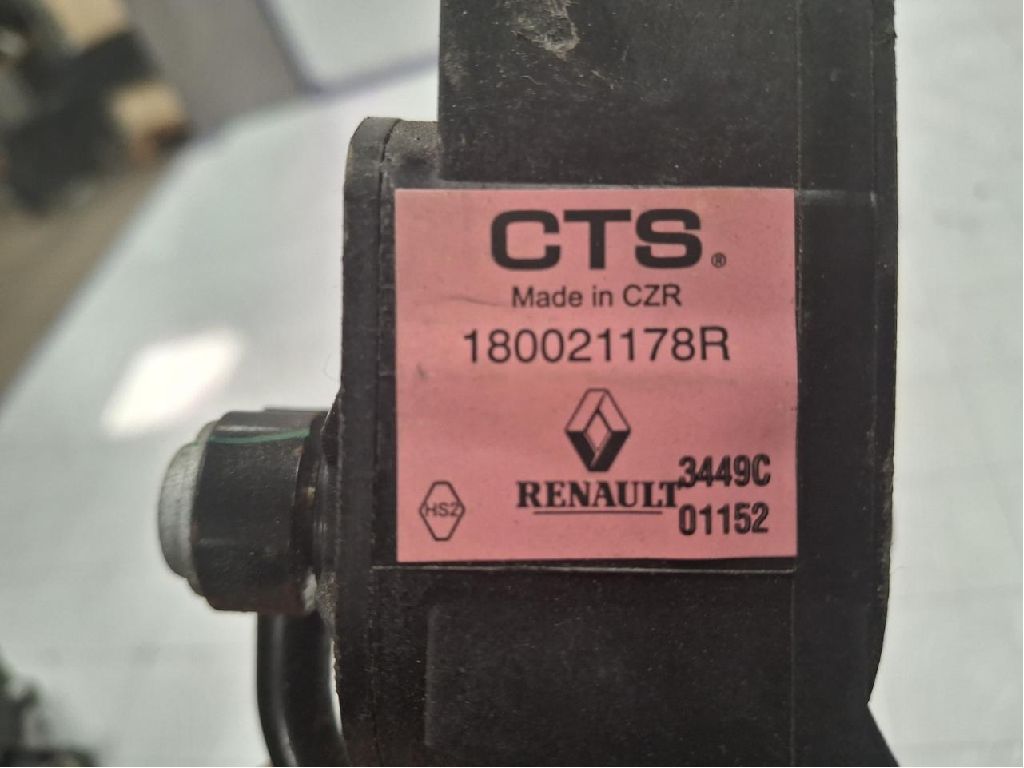 CTS®
Made in CZR
180021178R
RENAULT
3449C
01152
HSZ